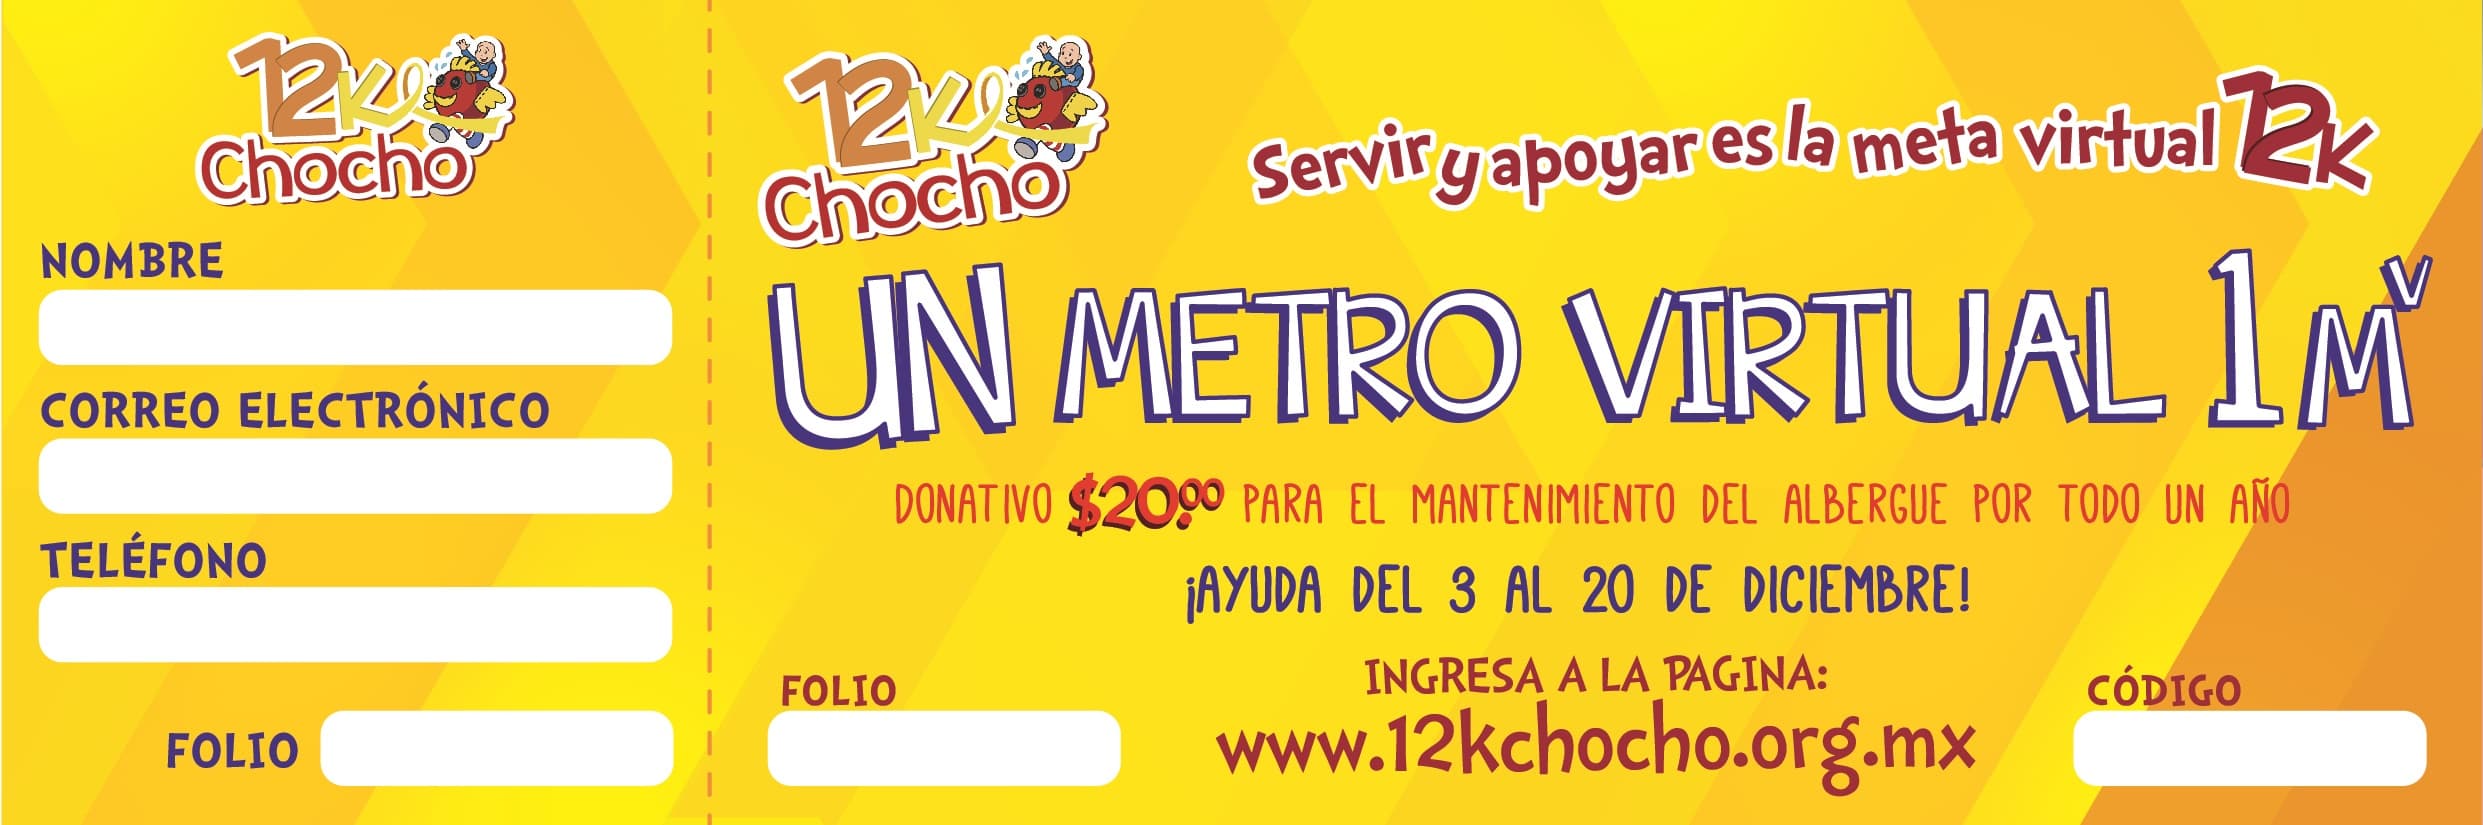 12K
Chocho
NOMBRE
CORREO ELECTRÓNICO
TELÉFONO
FOLIO
12K
Chocho
Servir y apoyar es la meta virtual 12K
UN METRO VIRTUAL 1 M V
DONATIVO $20.00 PARA EL MANTENIMIENTO DEL ALBERGUE POR TODO UN AÑO
¡AYUDA DEL 3 AL 20 DE DICIEMBRE!
INGRESA A LA PAGINA:
www.12kchocho.org.mx
FOLIO
CÓDIGO